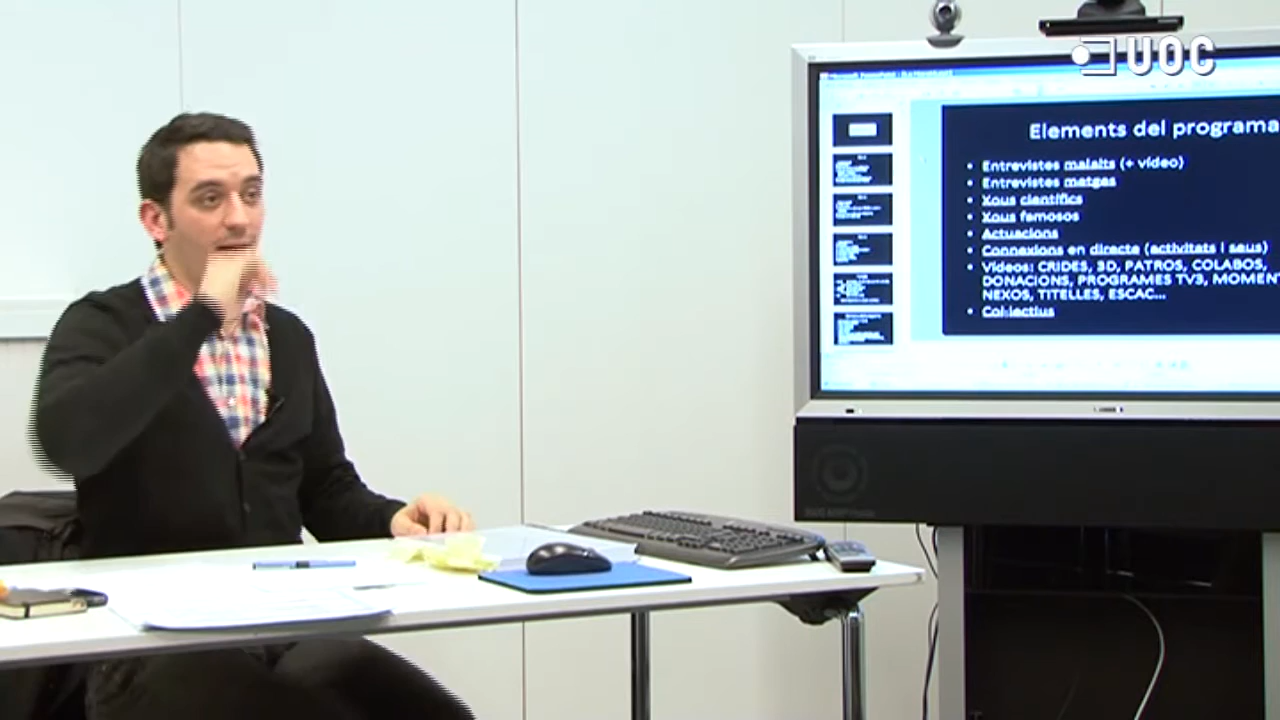 UOC
Elements del programa
• Entrevistes malalts (+ vídeo)
• Entrevistes metges
• Xous científics
• Xous famosos
• Actuacions
• Connexions en directe (activitats i seus)
• Vídeos: CRIDES, 3D, PATROS, COLABOS,
DONACIONS, PROGRAMES TV3, MOMENT
NEXOS, TITELLES, ESCAC...
• Col·lectius